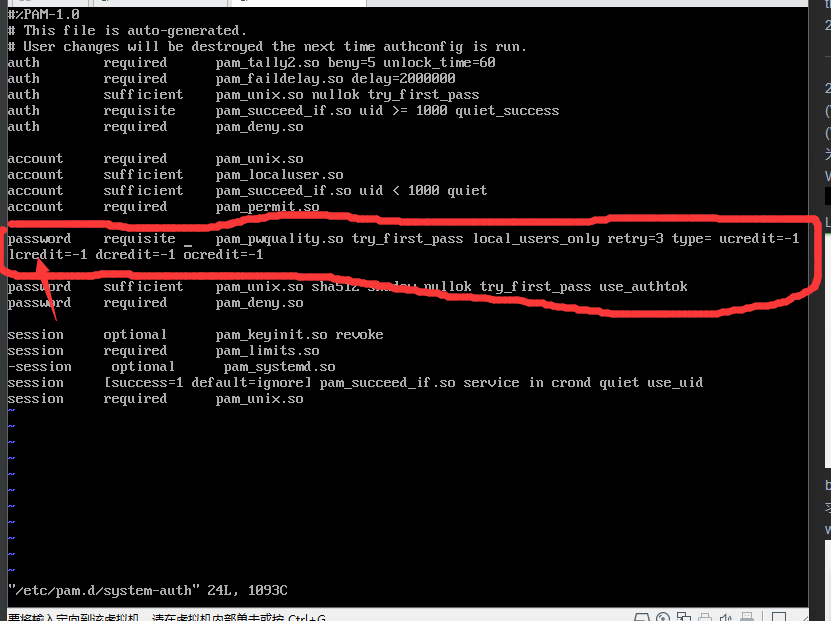 #%PAM-1.0
# This file is auto-generated.
# User changes will be destroyed the next time authconfig is run.
auth        required      pam_tally2.so beny=5 unlock_time=60
auth        required      pam_faildelay.so delay=2000000
auth        sufficient    pam_unix.so nullok try_first_pass
auth        requisite     pam_succeed_if.so uid >= 1000 quiet_success
auth        required      pam_deny.so
account     required      pam_unix.so
account     sufficient    pam_localuser.so
account     sufficient    pam_succeed_if.so uid < 1000 quiet
account     required      pam_permit.so
password    requisite _   pam_pwquality.so try_first_pass local_users_only retry=3 type= ucredit=-1
lcredit=-1 dcredit=-1 ocredit=-1
password    sufficient    pam_unix.so sha512 shadow nullok try_first_pass use_authtok
password    required      pam_deny.so
session     optional      pam_keyinit.so revoke
session     required      pam_limits.so
-session     optional      pam_systemd.so
session     [success=1 default=ignore] pam_succeed_if.so service in crond quiet use_uid
session     required      pam_unix.so
~
~
~
~
~
~
~
~
~
~
~
"/etc/pam.d/system-auth" 24L, 1093C
要将输入定向到该虚拟机，请在虚拟机内部单击或按 Ctrl+G。